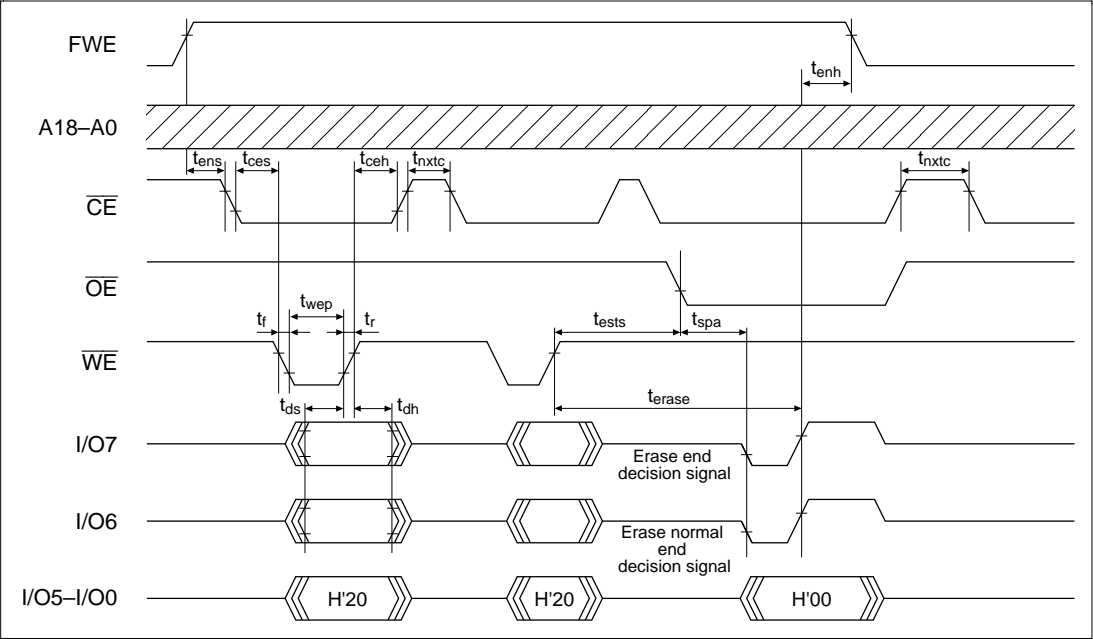 FWE
tenh
A18–A0
tens
tces
tceh
tnxtc
tnxtc
CE
OE
twep
tf
tr
tests
tspa
WE
tds
tdh
terase
I/O7
Erase end
decision signal
I/O6
Erase normal
end
decision signal
I/O5–I/O0
H'20
H'20
H'00